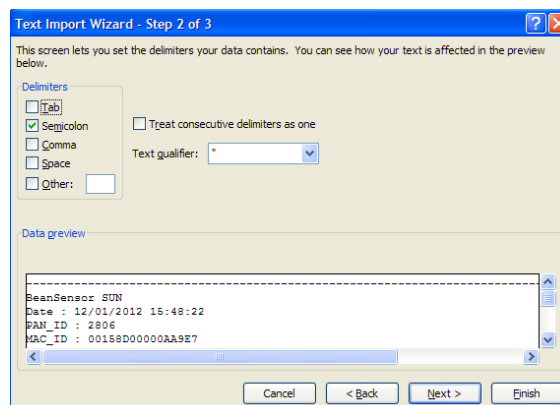 Text Import Wizard - Step 2 of 3
This screen lets you set the delimiters your data contains. You can see how your text is affected in the preview
below.
Delimiters
Tab
Semicolon
Comma
Space
Other:
Treat consecutive delimiters as one
Text qualifier: "
Data preview
--------------------------------------------------------------------------------
BeanSensor SUN
Date : 12/01/2012 15:48:22
PAN_ID : 2806
MAC_ID : 00158D00000AA9E7
Cancel < Back Next > Finish